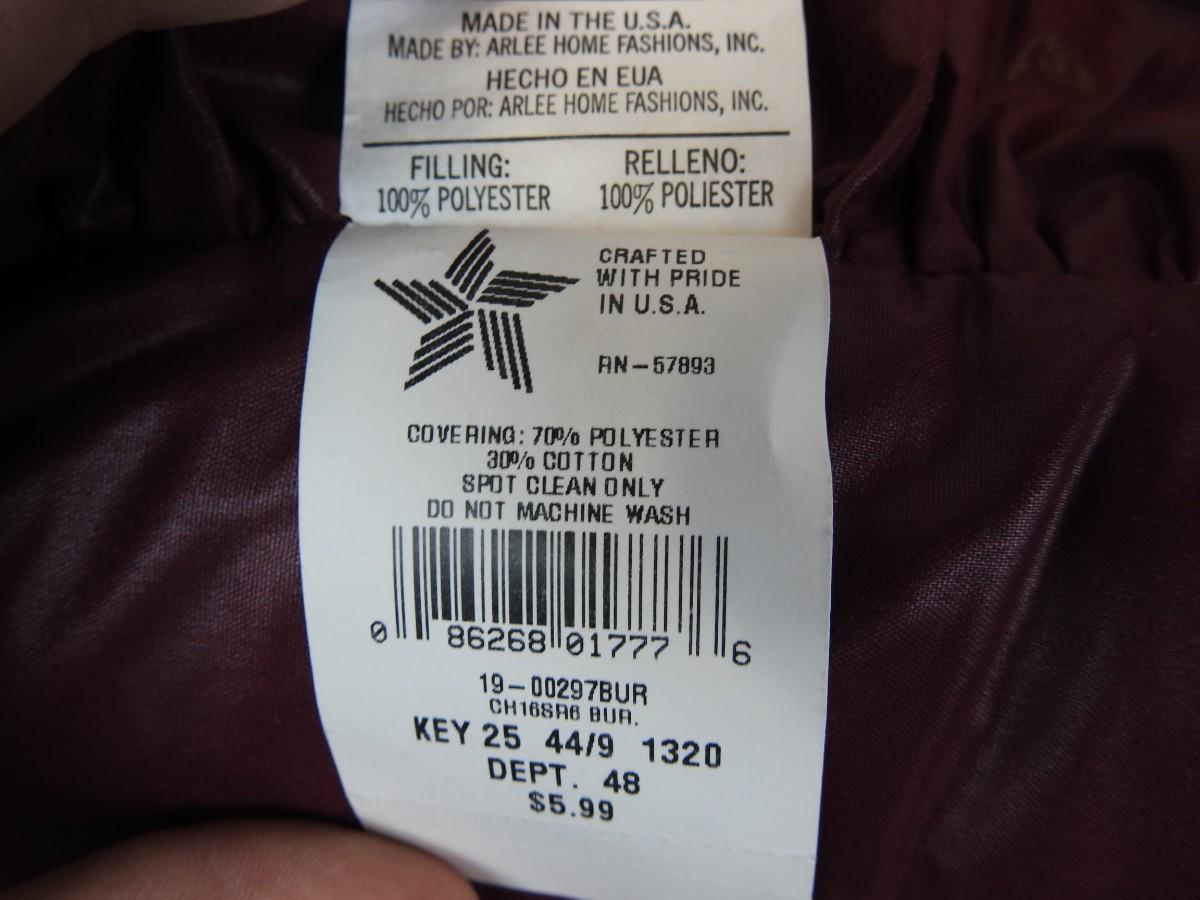 MADE IN THE U.S.A.
MADE BY: ARLEE HOME FASHIONS, INC.
HECHO EN EUA
HECHO POR: ARLEE HOME FASHIONS, INC.
FILLING: RELLENO:
100% POLYESTER 100% POLIESTER
CRAFTED
WITH PRIDE
IN U.S.A.
RN-57893
COVERING: 70% POLYESTER
30% COTTON
SPOT CLEAN ONLY
DO NOT MACHINE WASH
0 86268 01777 6
19-00297BUR
CH16SR6 BUR.
KEY 25 44/9 1320
DEPT. 48
$5.99